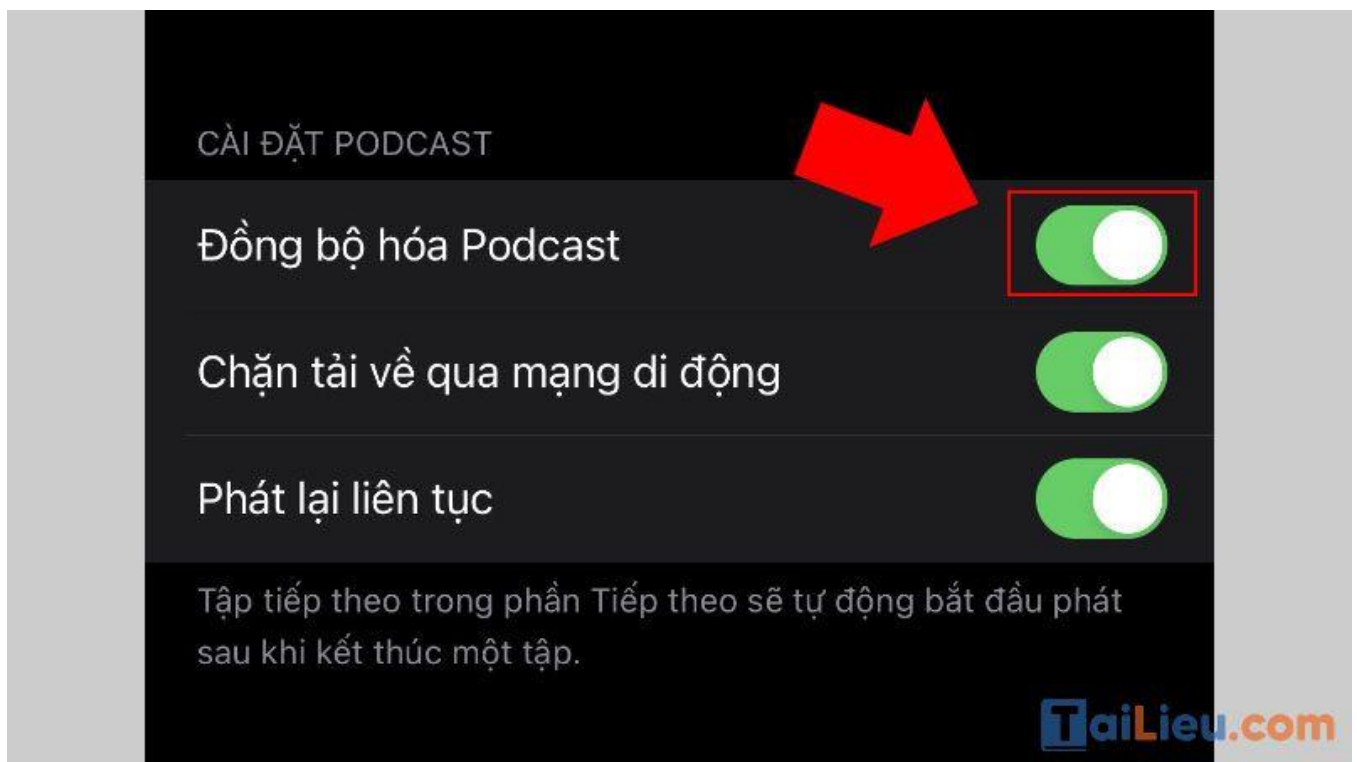 CÀI ĐẶT PODCAST
Đồng bộ hóa Podcast
Chặn tải về qua mạng di động
Phát lại liên tục
Tập tiếp theo trong phần Tiếp theo sẽ tự động bắt đầu phát
sau khi kết thúc một tập.
TaiLieu.com